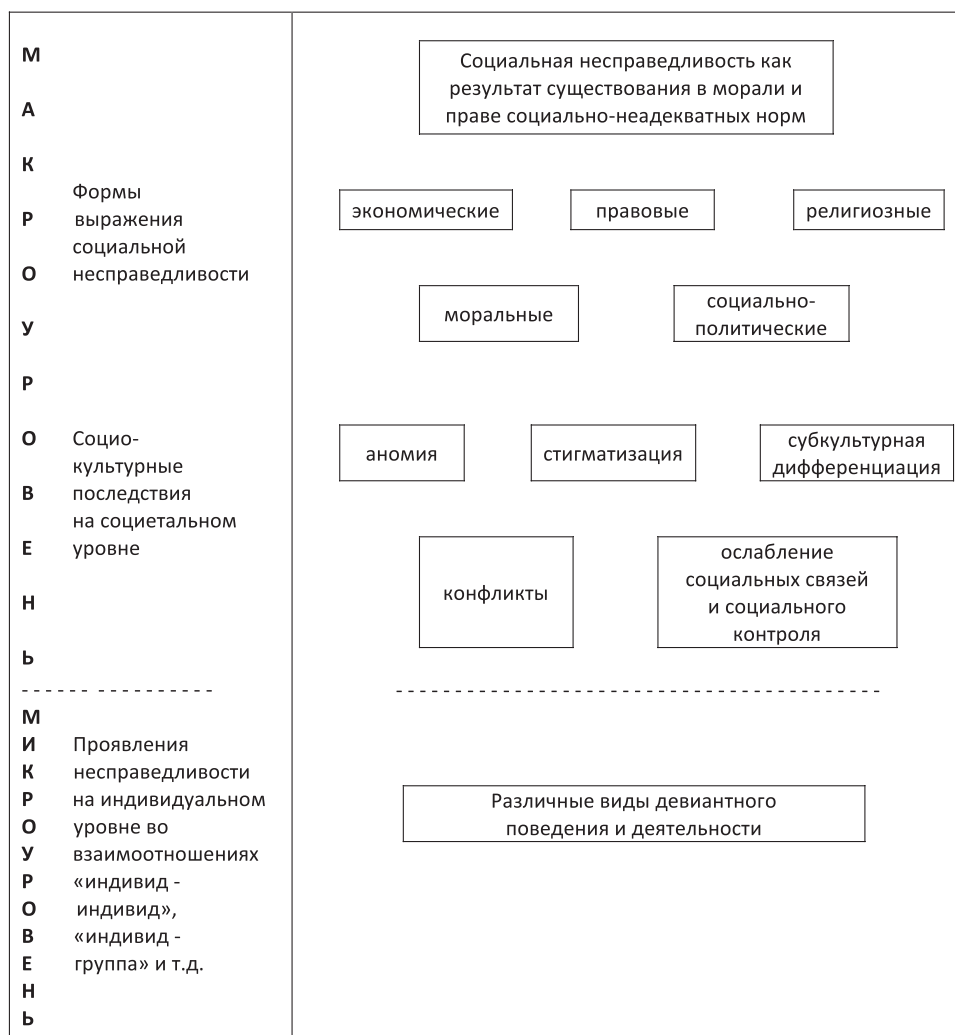 МАКРОУРОВЕНЬ
Социальная несправедливость как
результат существования в морали и
праве социально-неадекватных норм
Формы
выражения
социальной
несправедливости
экономические
правовые
религиозные
моральные
социально-
политические
Социо-
культурные
последствия
на социетальном
уровне
аномия
стигматизация
субкультурная
дифференциация
конфликты
ослабление
социальных связей
и социального
контроля
МИКРОУРОВЕНЬ
Проявления
несправедливости
на индивидуальном
уровне во
взаимоотношениях
«индивид -
индивид»,
«индивид -
группа» и т.д.
Различные виды девиантного
поведения и деятельности